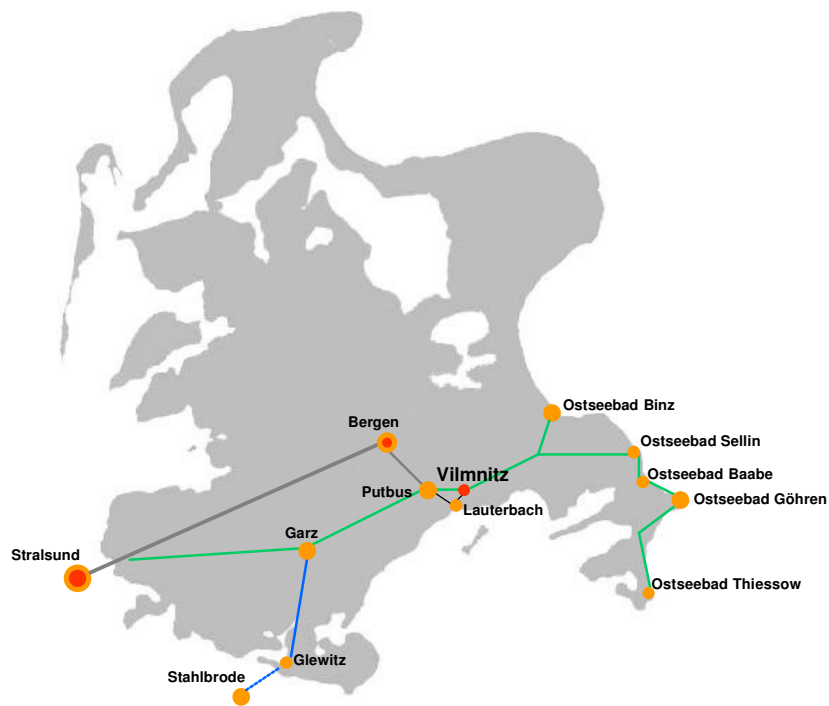 Ostseebad Binz
Bergen
Ostseebad Sellin
Vilmnitz
Ostseebad Baabe
Putbus
Ostseebad Göhren
Lauterbach
Garz
Stralsund
Ostseebad Thiessow
Glewitz
Stahlbrode